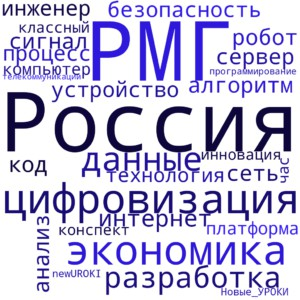 инженер
безопасность
классный
сигнал
РМГ
робот
процесс
сервер
компьютер
программирование
телекоммуникации
устройство
алгоритм
Россия
данные
инновация
код
технология
сеть
час
цифровизация
интернет
анализ
конспект
платформа
экономика
newUROKI
разработка
Новые_УРОКИ